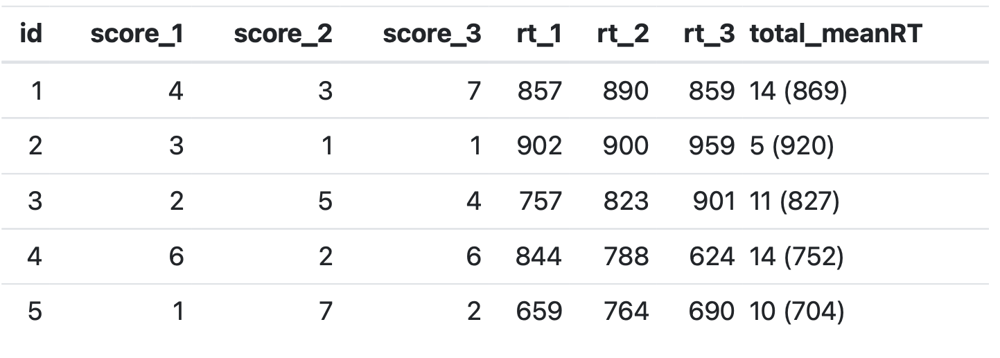 id score_1 score_2 score_3 rt_1 rt_2 rt_3 total_meanRT
1 4 3 7 857 890 859 14 (869)
2 3 1 1 902 900 959 5 (920)
3 2 5 4 757 823 901 11 (827)
4 6 2 6 844 788 624 14 (752)
5 1 7 2 659 764 690 10 (704)